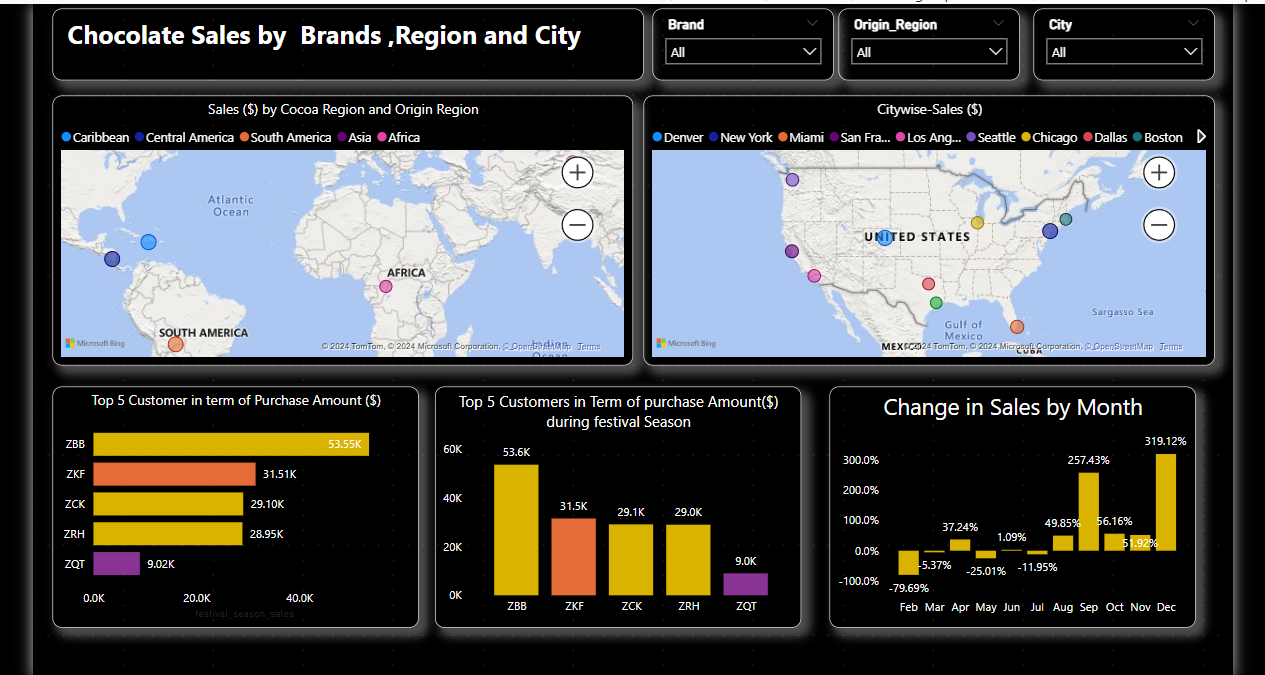 Chocolate Sales by Brands ,Region and City
Brand
All
Origin_Region
All
City
All
Sales ($) by Cocoa Region and Origin Region
Caribbean Central America South America Asia Africa
Atlantic
Ocean
AFRICA
SOUTH AMERICA
Indian
Ocean
Microsoft Bing
© 2024 TomTom, © 2024 Microsoft Corporation, © OpenStreetMap Terms
Citywise-Sales ($)
Denver New York Miami San Fra... Los Ang... Seattle Chicago Dallas Boston
UNITED STATES
Sargasso Sea
Gulf of
Mexico
MEXICO
CUBA
Microsoft Bing
2024 TomTom, © 2024 Microsoft Corporation, © OpenStreetMap Terms
Top 5 Customer in term of Purchase Amount ($)
ZBB 53.55K
ZKF 31.51K
ZCK 29.10K
ZRH 28.95K
ZQT 9.02K
0.0K 20.0K 40.0K
festival_season_sales
Top 5 Customers in Term of purchase Amount($)
during festival Season
60K
40K
20K
0K
53.6K
31.5K
29.1K
29.0K
9.0K
ZBB ZKF ZCK ZRH ZQT
Change in Sales by Month
300.0%
200.0%
100.0%
0.0%
-100.0%
-79.69%
-5.37%
37.24%
-25.01%
1.09%
-11.95%
49.85%
257.43%
56.16%
51.92%
319.12%
Feb Mar Apr May Jun Jul Aug Sep Oct Nov Dec